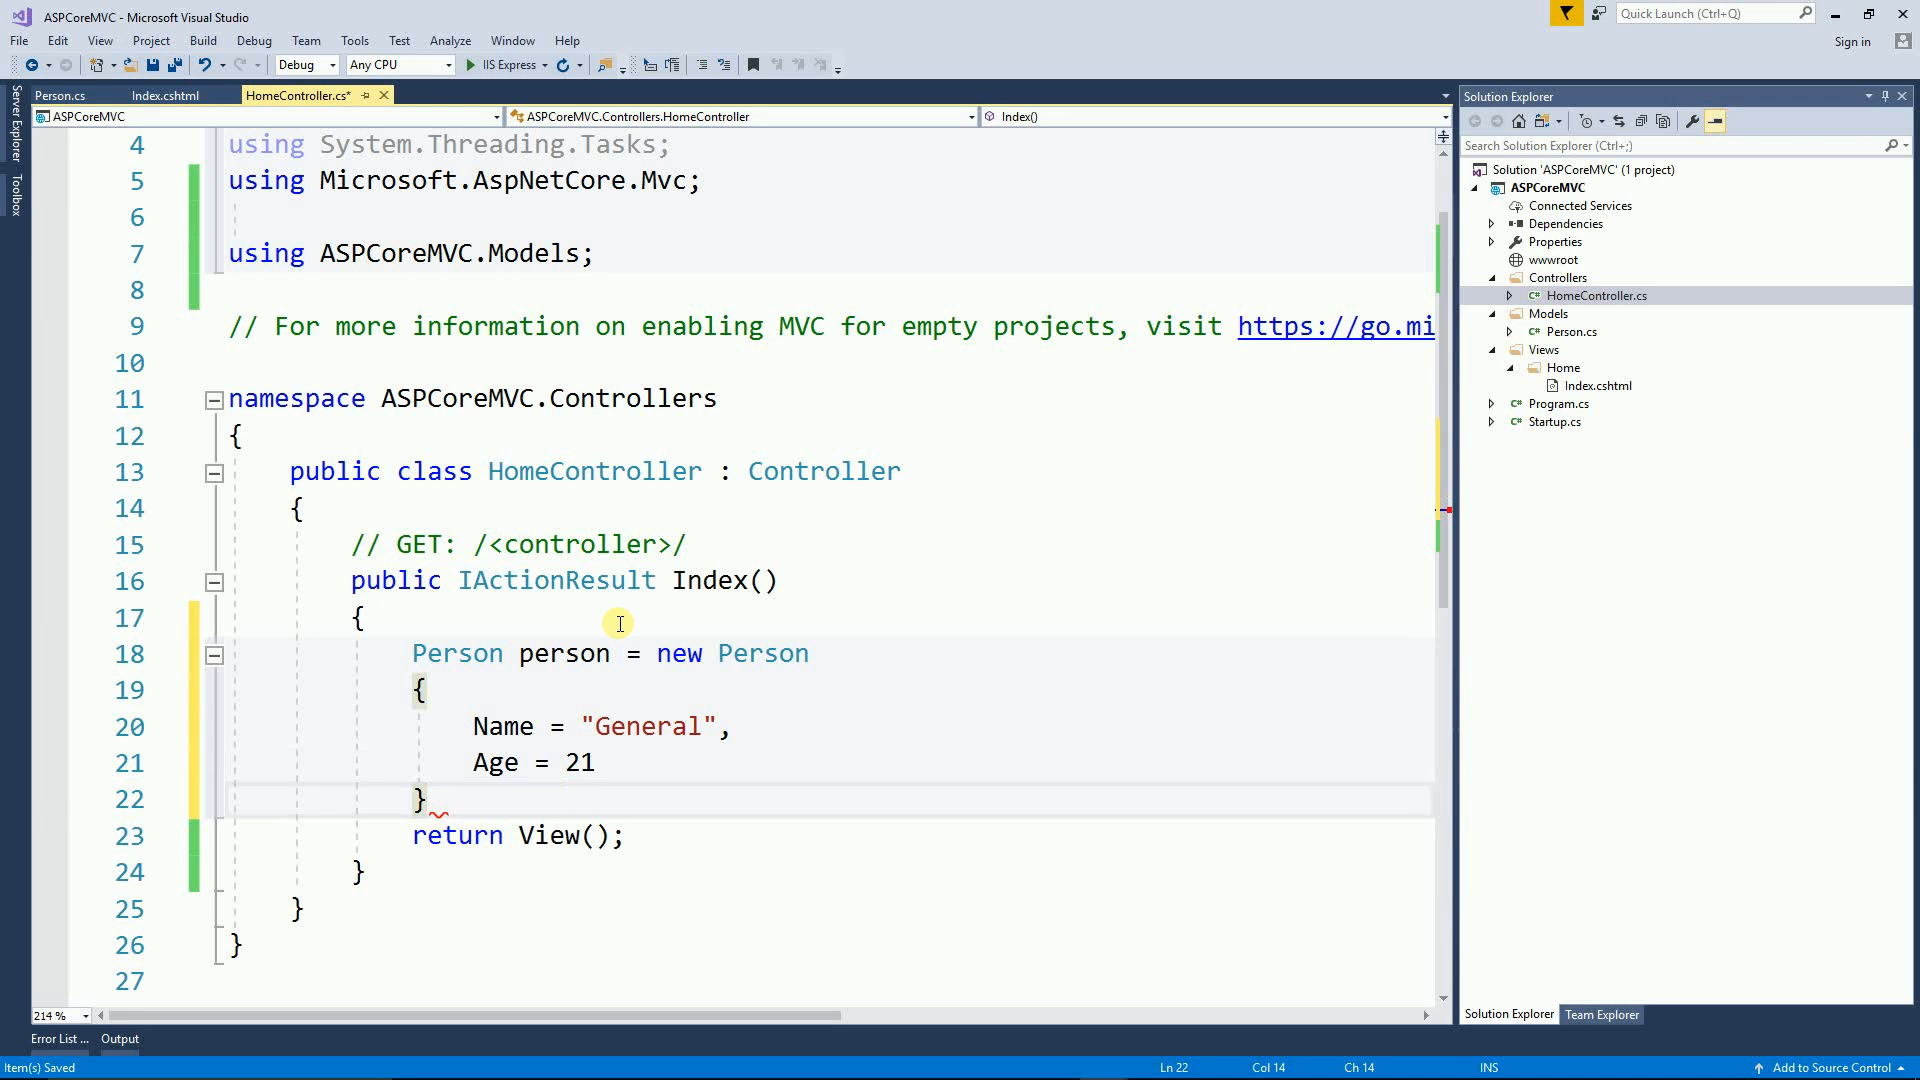 ASPCoreMVC - Microsoft Visual Studio
Quick Launch (Ctrl+Q)
File Edit View Project Build Debug Team Tools Test Analyze Window Help
Sign in
Debug Any CPU IIS Express
Server Explorer
Toolbox
Person.cs Index.cshtml HomeController.cs*
ASPCoreMVC ASPCoreMVC.Controllers.HomeController Index()
4 using System.Threading.Tasks;
5 using Microsoft.AspNetCore.Mvc;
6
7 using ASPCoreMVC.Models;
8
9 // For more information on enabling MVC for empty projects, visit https://go.mi
10
11 namespace ASPCoreMVC.Controllers
12 {
13 public class HomeController : Controller
14 {
15 // GET: /<controller>/
16 public IActionResult Index()
17 {
18 Person person = new Person
19 {
20 Name = "General",
21 Age = 21
22 }
23 return View();
24 }
25 }
26 }
27
214 %
Solution Explorer
Search Solution Explorer (Ctrl+;)
Solution 'ASPCoreMVC' (1 project)
ASPCoreMVC
Connected Services
Dependencies
Properties
wwwroot
Controllers
C# HomeController.cs
Models
C# Person.cs
Views
Home
Index.cshtml
C# Program.cs
C# Startup.cs
Solution Explorer Team Explorer
Error List ... Output
Item(s) Saved Ln 22 Col 14 Ch 14 INS Add to Source Control